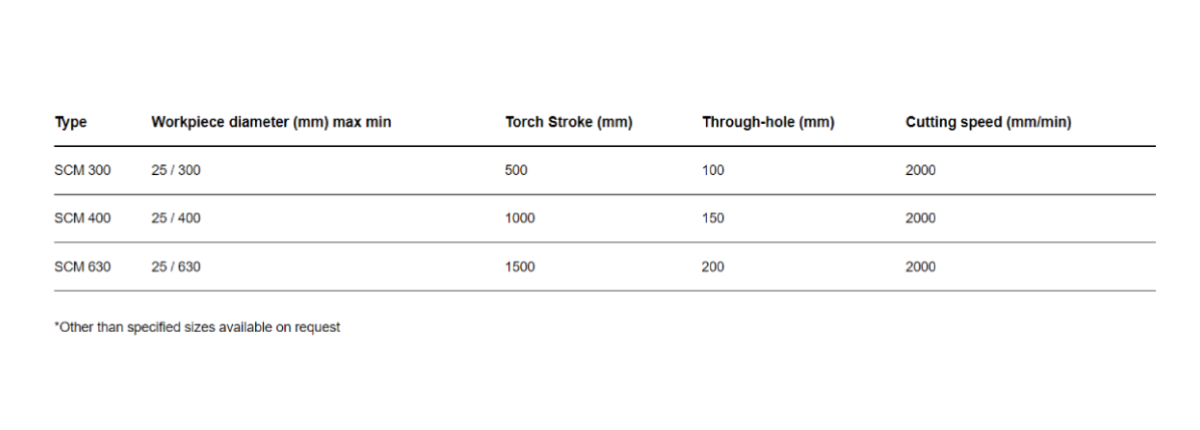 Type Workpiece diameter (mm) max min Torch Stroke (mm) Through-hole (mm) Cutting speed (mm/min)
SCM 300 25 / 300 500 100 2000
SCM 400 25 / 400 1000 150 2000
SCM 630 25 / 630 1500 200 2000
*Other than specified sizes available on request